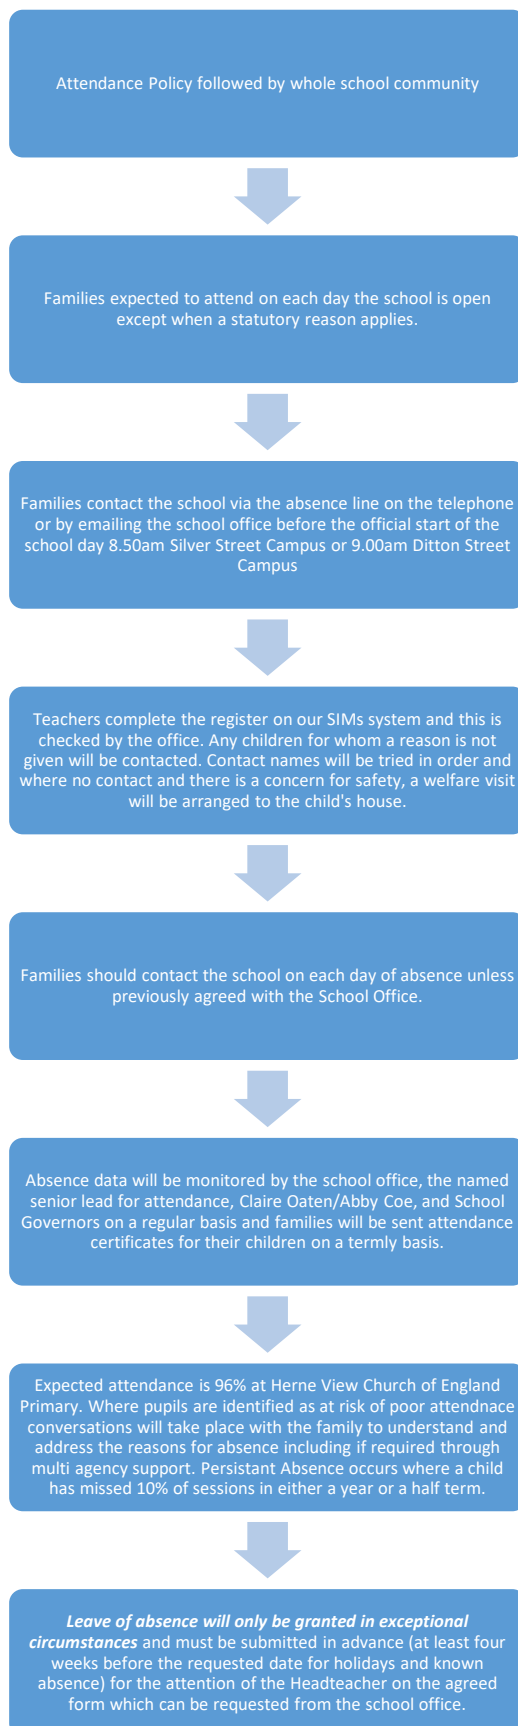 Attendance Policy followed by whole school community
Families expected to attend on each day the school is open
except when a statutory reason applies.
Families contact the school via the absence line on the telephone
or by emailing the school office before the official start of the
school day 8.50am Silver Street Campus or 9.00am Ditton Street
Campus
Teachers complete the register on our SIMs system and this is
checked by the office. Any children for whom a reason is not
given will be contacted. Contact names will be tried in order and
where no contact and there is a concern for safety, a welfare visit
will be arranged to the child's house.
Families should contact the school on each day of absence unless
previously agreed with the School Office.
Absence data will be monitored by the school office, the named
senior lead for attendance, Claire Oaten/Abby Coe, and School
Governors on a regular basis and families will be sent attendance
certificates for their children on a termly basis.
Expected attendance is 96% at Herne View Church of England
Primary. Where pupils are identified as at risk of poor attendnace
conversations will take place with the family to understand and
address the reasons for absence including if required through
multi agency support. Persistant Absence occurs where a child
has missed 10% of sessions in either a year or a half term.
Leave of absence will only be granted in exceptional
circumstances and must be submitted in advance (at least four
weeks before the requested date for holidays and known
absence) for the attention of the Headteacher on the agreed
form which can be requested from the school office.